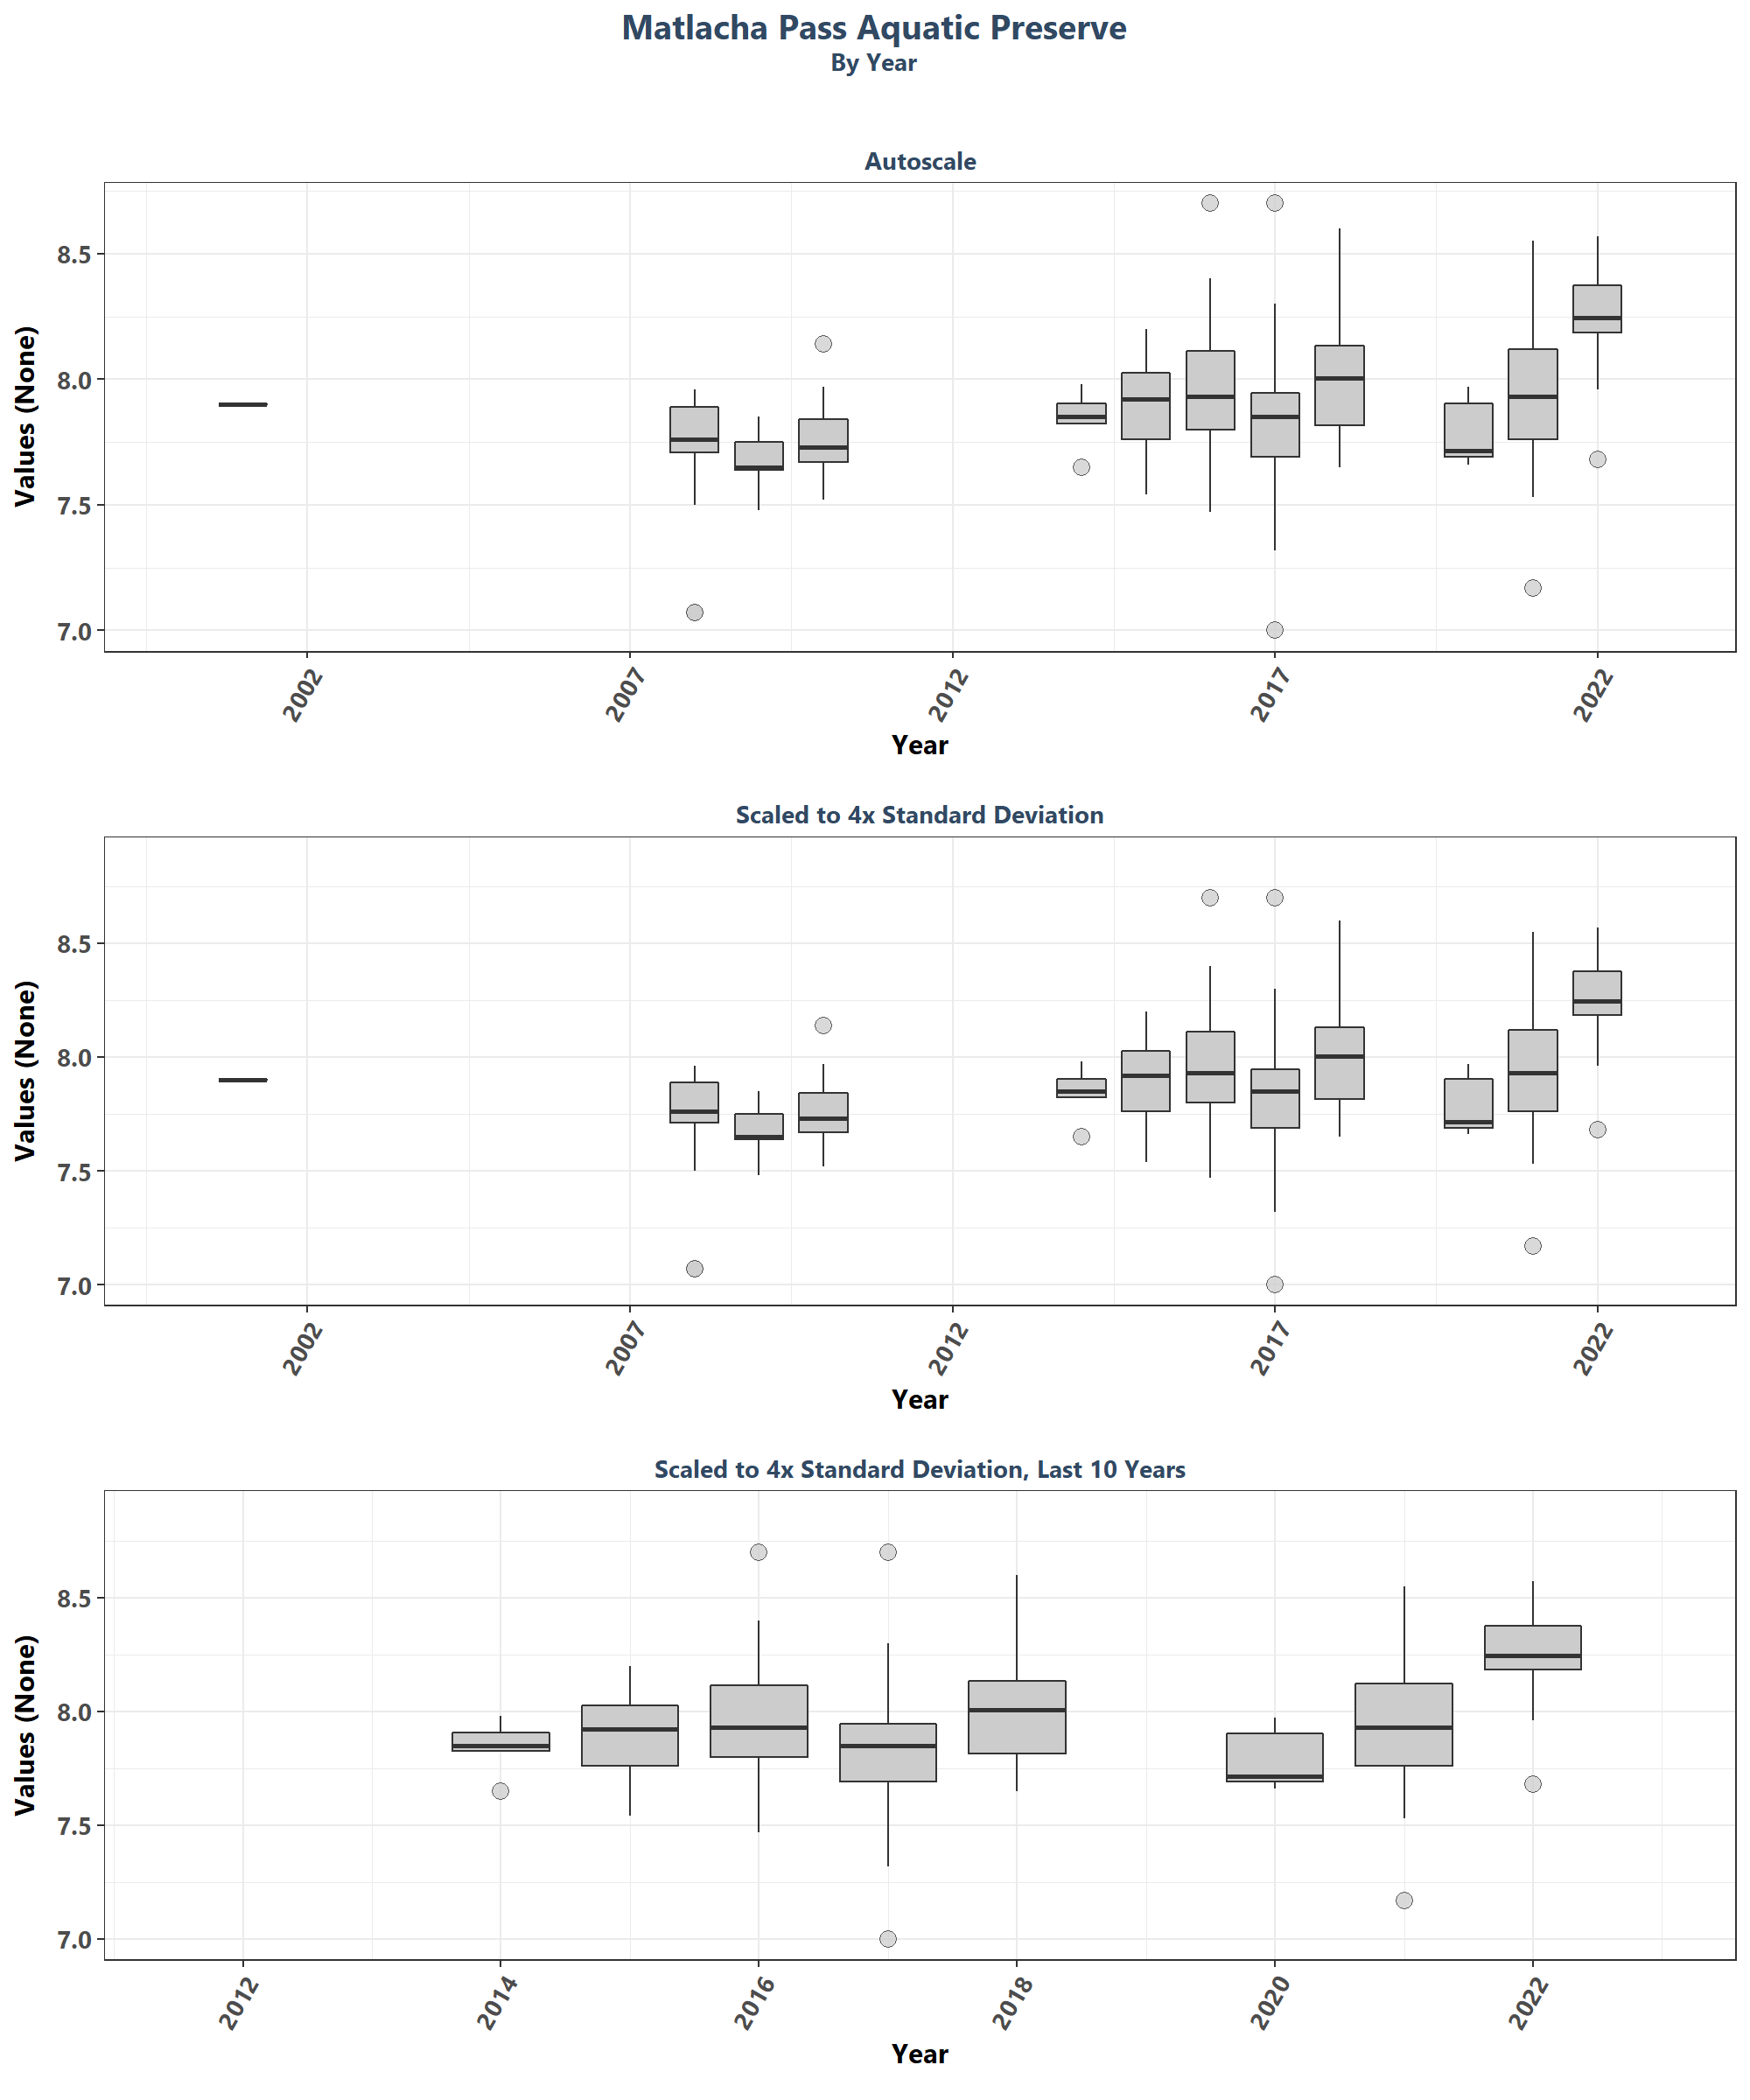 Matlacha Pass Aquatic Preserve
By Year
Autoscale
Values (None)
8.5
8.0
7.5
7.0
2002
2007
2012
2017
2022
Year
Scaled to 4x Standard Deviation
Values (None)
8.5
8.0
7.5
7.0
2002
2007
2012
2017
2022
Year
Scaled to 4x Standard Deviation, Last 10 Years
Values (None)
8.5
8.0
7.5
7.0
2012
2014
2016
2018
2020
2022
Year